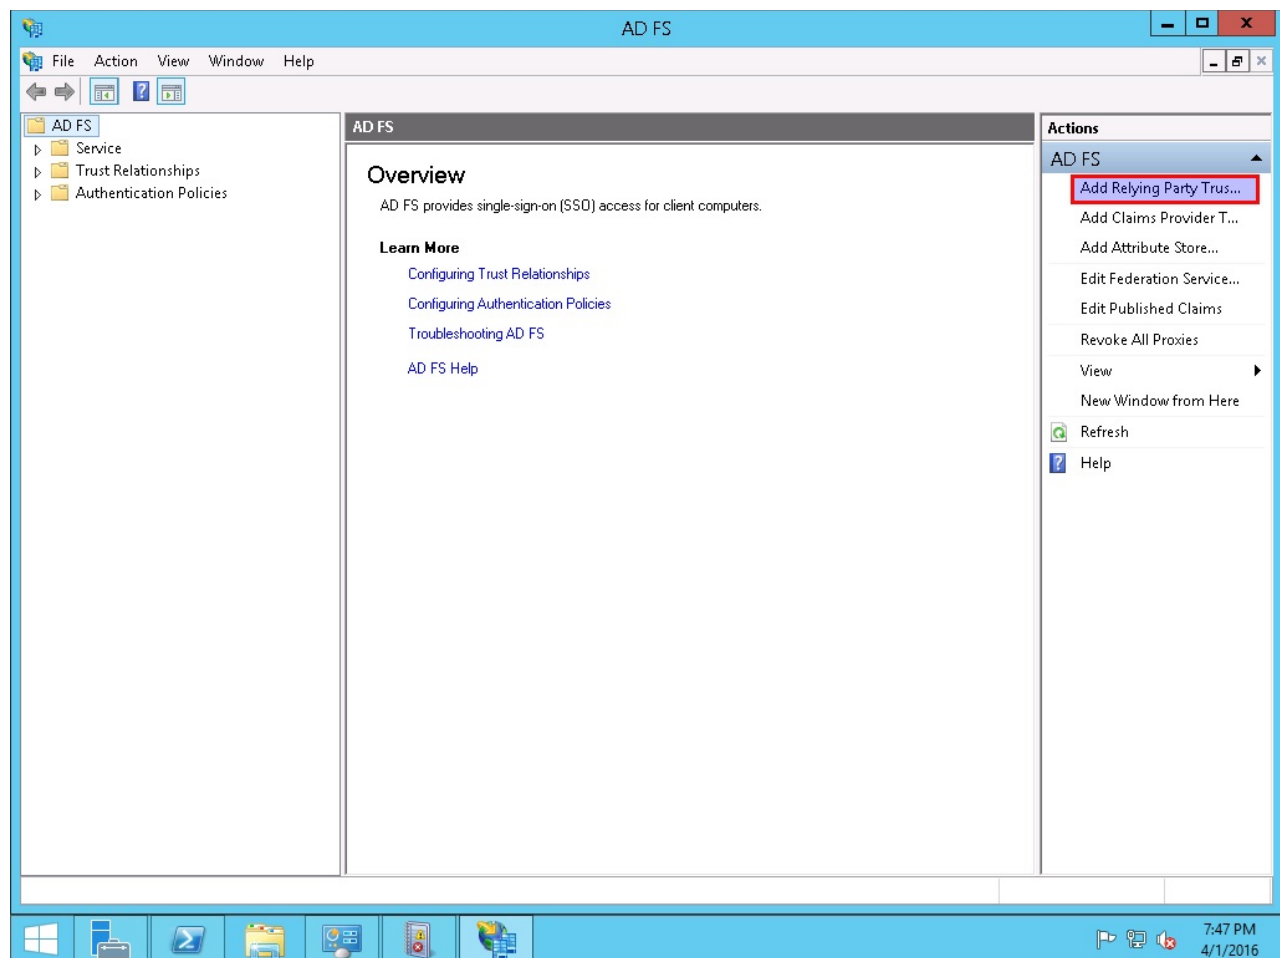 AD FS
File Action View Window Help
AD FS
Service
Trust Relationships
Authentication Policies
AD FS
Overview
AD FS provides single-sign-on (SSO) access for client computers.
Learn More
Configuring Trust Relationships
Configuring Authentication Policies
Troubleshooting AD FS
AD FS Help
Actions
AD FS
Add Relying Party Trus...
Add Claims Provider T...
Add Attribute Store...
Edit Federation Service...
Edit Published Claims
Revoke All Proxies
View
New Window from Here
Refresh
Help
7:47 PM
4/1/2016